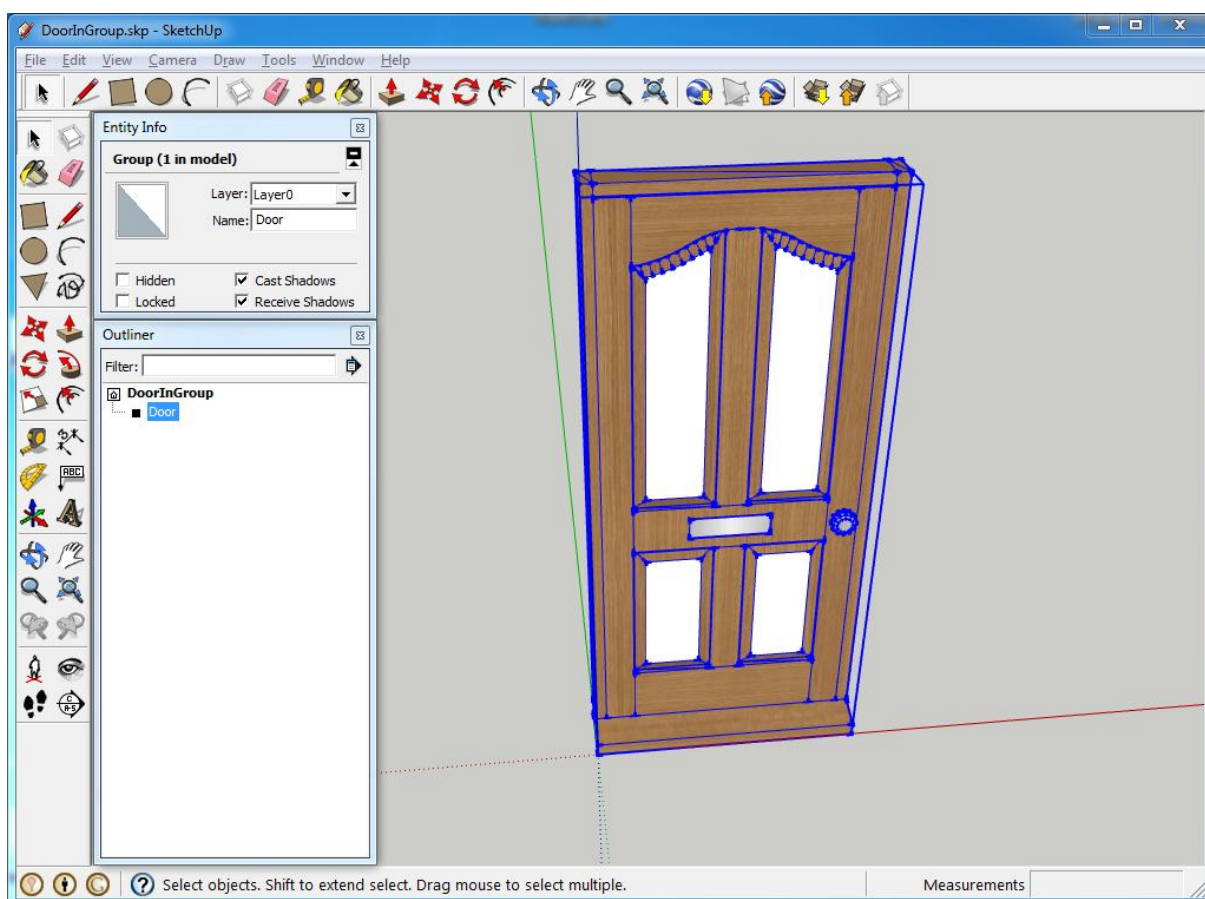 DoorInGroup.skp - SketchUp
File Edit View Camera Draw Tools Window Help
Entity Info
Group (1 in model)
Layer: Layer0
Name: Door
Hidden Cast Shadows
Locked Receive Shadows
Outliner
Filter:
DoorInGroup
Door
ABC
C
A-5
Select objects. Shift to extend select. Drag mouse to select multiple.
Measurements